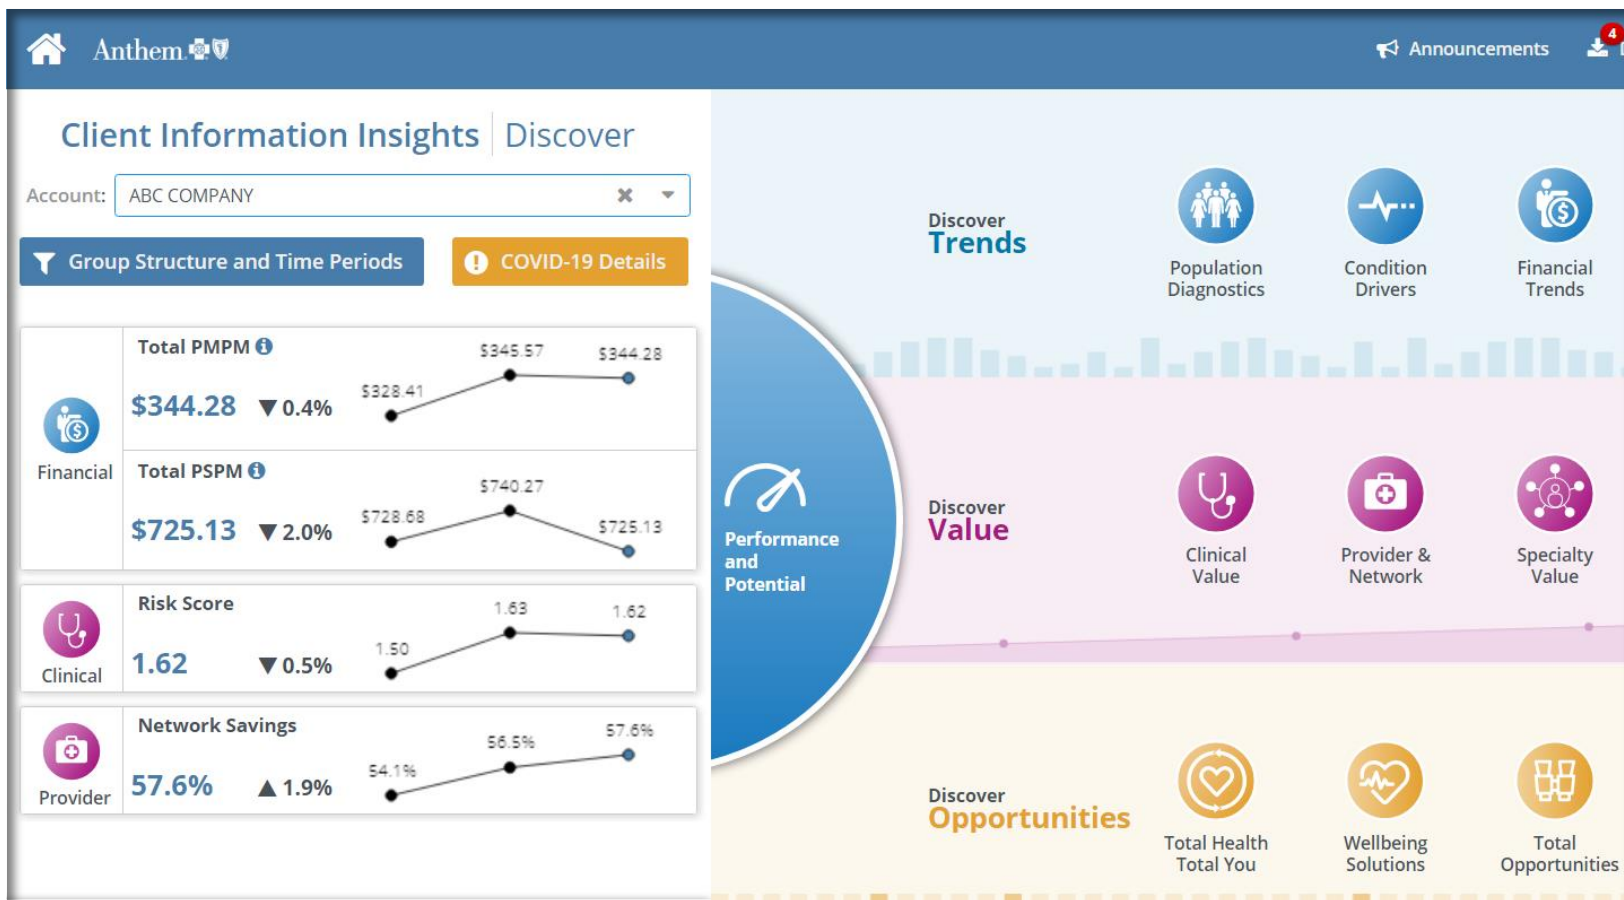 Anthem
Announcements
4
Client Information Insights Discover
Account: ABC COMPANY
Group Structure and Time Periods
COVID-19 Details
Financial
Total PMPM
$344.28 ▼0.4%
$328.41
$345.57
$344.28
Total PSPM
$725.13 ▼2.0%
$728.68
$740.27
$725.13
Clinical
Risk Score
1.62 ▼0.5%
1.50
1.63
1.62
Provider
Network Savings
57.6% ▲1.9%
54.1%
56.5%
57.6%
Performance
and
Potential
Discover
Trends
Population
Diagnostics
Condition
Drivers
Financial
Trends
Discover
Value
Clinical
Value
Provider &
Network
Specialty
Value
Discover
Opportunities
Total Health
Total You
Wellbeing
Solutions
Total
Opportunities